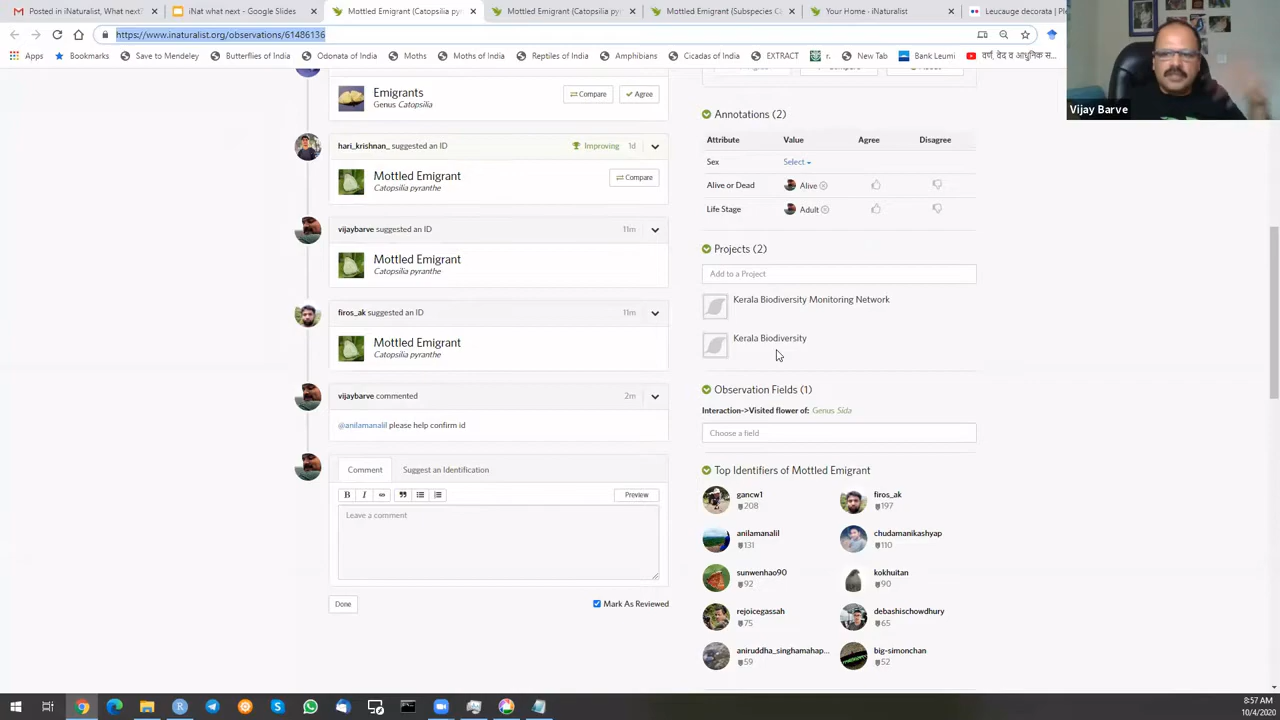 Posted in iNaturalist, What next?
iNat what next - Google Slides
Mottled Emigrant (Catopsilia pyr
Mottled Emigrant (Catopsilia pyr
Mottled Emigrant (Subspecies C
Your Home · iNaturalist
Leucauge decorata | Pl
https://www.inaturalist.org/observations/61486136
Apps
Bookmarks
Save to Mendeley
Butterflies of India
Odonata of India
Moths
Moths of India
Reptiles of India
Amphibians
Cicadas of India
EXTRACT
r.
New Tab
Bank Leumi
वर्ण, वेद व आधुनिक स...
Vijay Barve
Emigrants
Genus Catopsilia
Compare
Agree
hari_krishnan_ suggested an ID
Improving 1d
Mottled Emigrant
Catopsilia pyranthe
Compare
vijaybarve suggested an ID
11m
Mottled Emigrant
Catopsilia pyranthe
firos_ak suggested an ID
11m
Mottled Emigrant
Catopsilia pyranthe
vijaybarve commented
2m
@anilamanalil please help confirm id
Comment
Suggest an Identification
B I
Preview
Leave a comment
Done
Mark As Reviewed
Annotations (2)
Attribute Value Agree Disagree
Sex Select
Alive or Dead Alive
Life Stage Adult
Projects (2)
Add to a Project
Kerala Biodiversity Monitoring Network
Kerala Biodiversity
Observation Fields (1)
Interaction->Visited flower of: Genus Sida
Choose a field
Top Identifiers of Mottled Emigrant
gancw1
208
firos_ak
197
anilamanalil
131
chudamanikashyap
110
sunwenhao90
92
kokhuitan
90
rejoicegassah
75
debashischowdhury
65
aniruddha_singhamahap...
59
big-simonchan
52
8:57 AM
10/4/2020